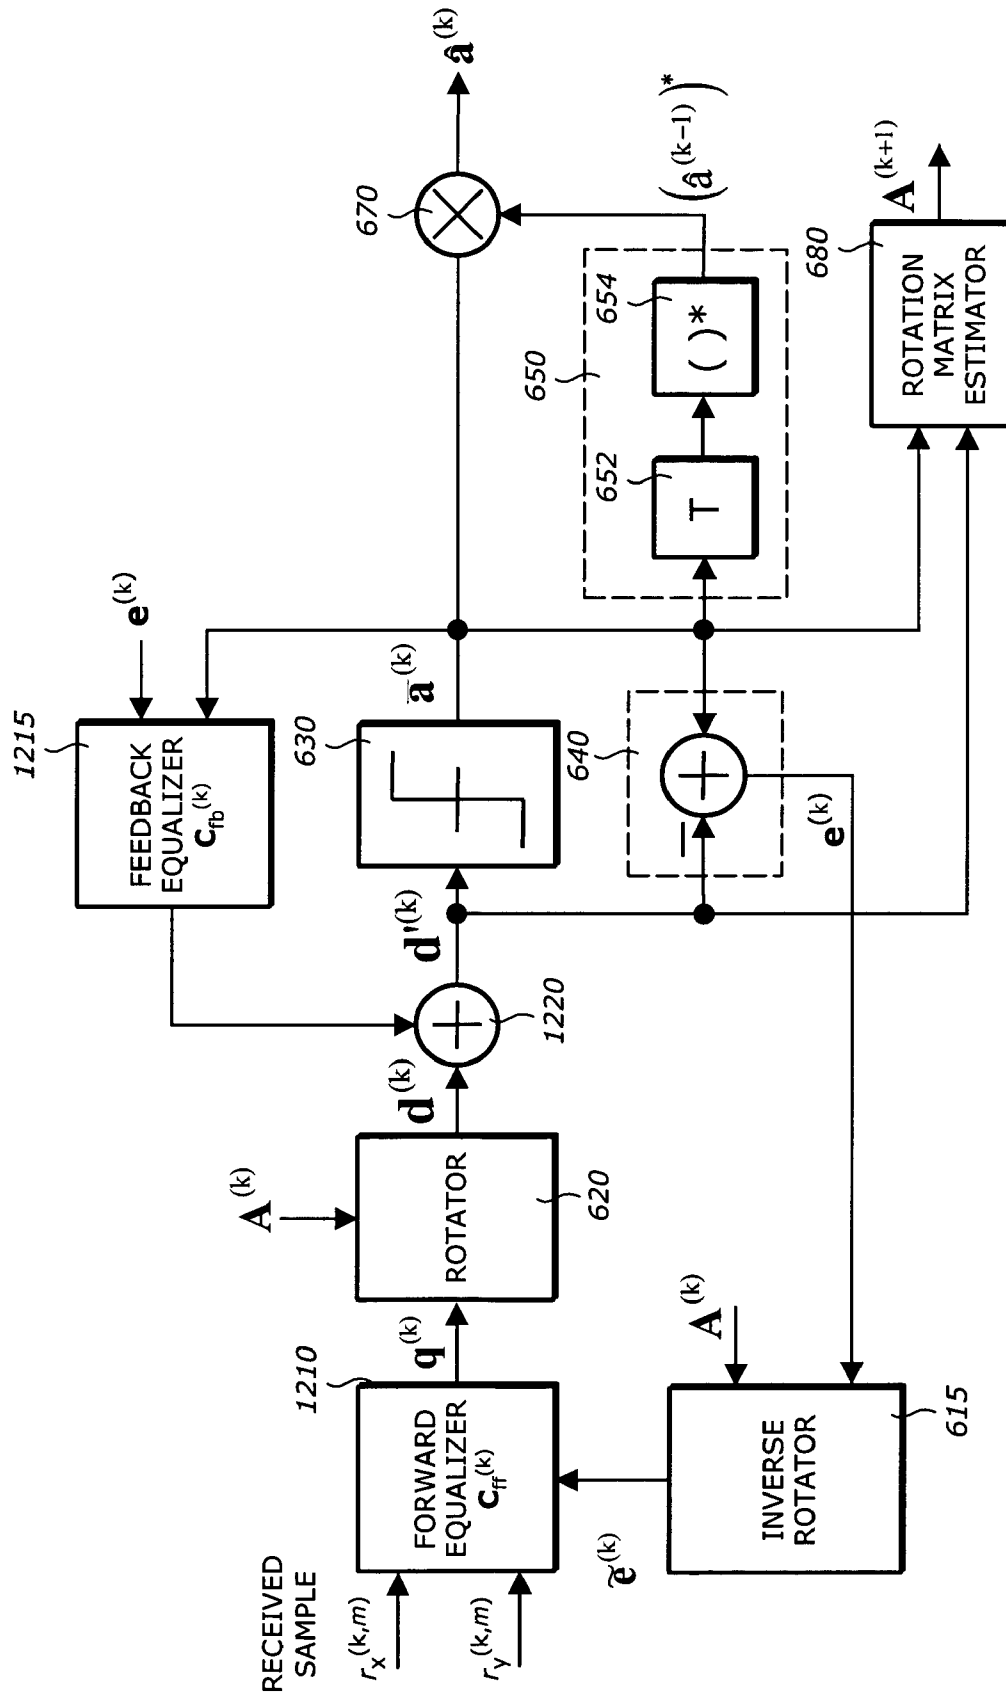 RECEIVED
SAMPLE
r_x^(k,m)
r_y^(k,m)
1210
FORWARD
EQUALIZER
C_ff^(k)
q^(k)
ẽ^(k)
A^(k)
ROTATOR
620
d^(k)
INVERSE
ROTATOR
615
A^(k)
1220
d'^(k)
1215
FEEDBACK
EQUALIZER
C_fb^(k)
e^(k)
630
a̅^(k)
640
−
e^(k)
650
652
T
654
( )*
(â^(k−1))*
670
â^(k)
680
ROTATION
MATRIX
ESTIMATOR
A^(k+1)